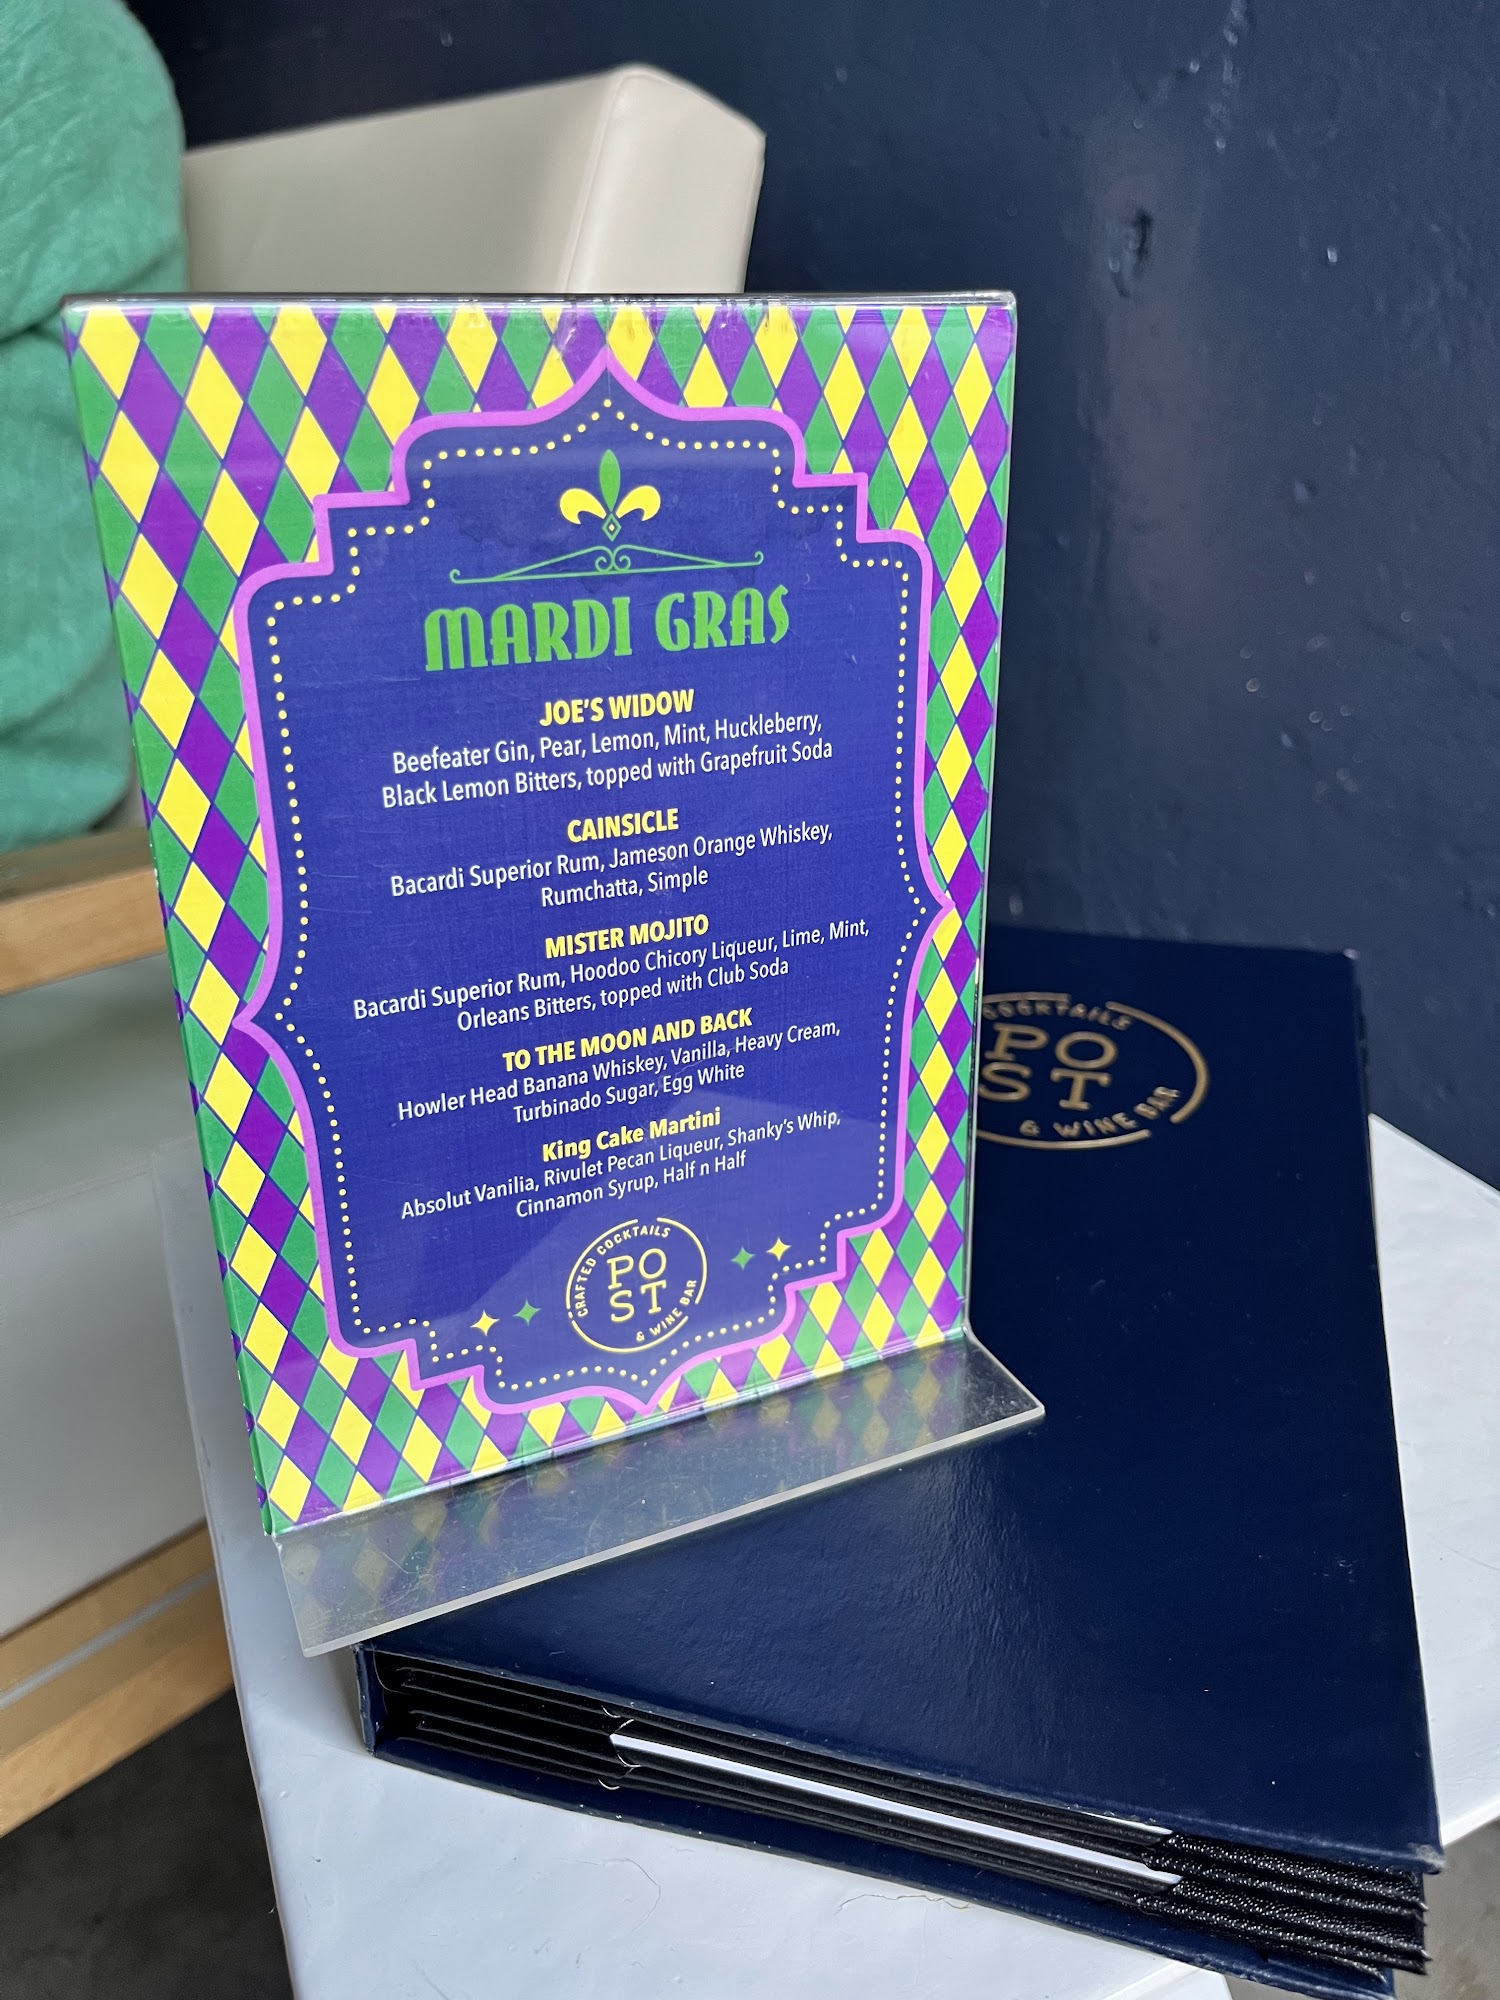 MARDI GRAS
JOE'S WIDOW
Beefeater Gin, Pear, Lemon, Mint, Huckleberry,
Black Lemon Bitters, topped with Grapefruit Soda
CAINSICLE
Bacardi Superior Rum, Jameson Orange Whiskey,
Rumchatta, Simple
MISTER MOJITO
Bacardi Superior Rum, Hoodoo Chicory Liqueur, Lime, Mint,
Orleans Bitters, topped with Club Soda
TO THE MOON AND BACK
Howler Head Banana Whiskey, Vanilla, Heavy Cream,
Turbinado Sugar, Egg White
King Cake Martini
Absolut Vanilia, Rivulet Pecan Liqueur, Shanky's Whip,
Cinnamon Syrup, Half n Half
CRAFTED COCKTAILS
PO
ST
& WINE BAR
COCKTAILS
PO
ST
& WINE BAR